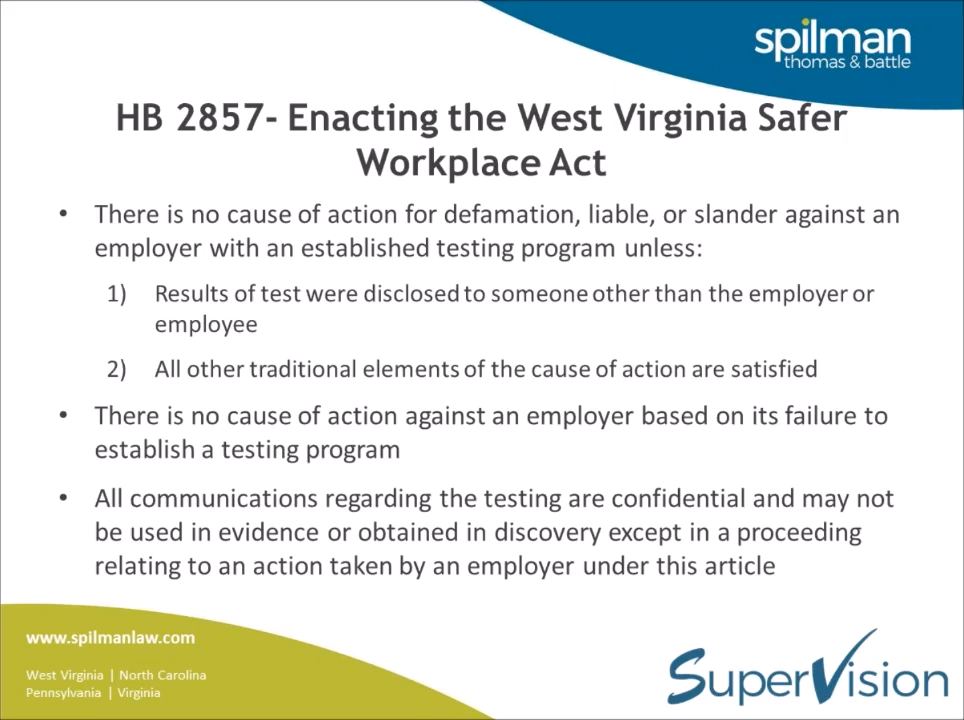 spilman
thomas & battle
HB 2857- Enacting the West Virginia Safer
Workplace Act
• There is no cause of action for defamation, liable, or slander against an
employer with an established testing program unless:
1) Results of test were disclosed to someone other than the employer or
employee
2) All other traditional elements of the cause of action are satisfied
• There is no cause of action against an employer based on its failure to
establish a testing program
• All communications regarding the testing are confidential and may not
be used in evidence or obtained in discovery except in a proceeding
relating to an action taken by an employer under this article
www.spilmanlaw.com
West Virginia | North Carolina
Pennsylvania | Virginia
SuperVision